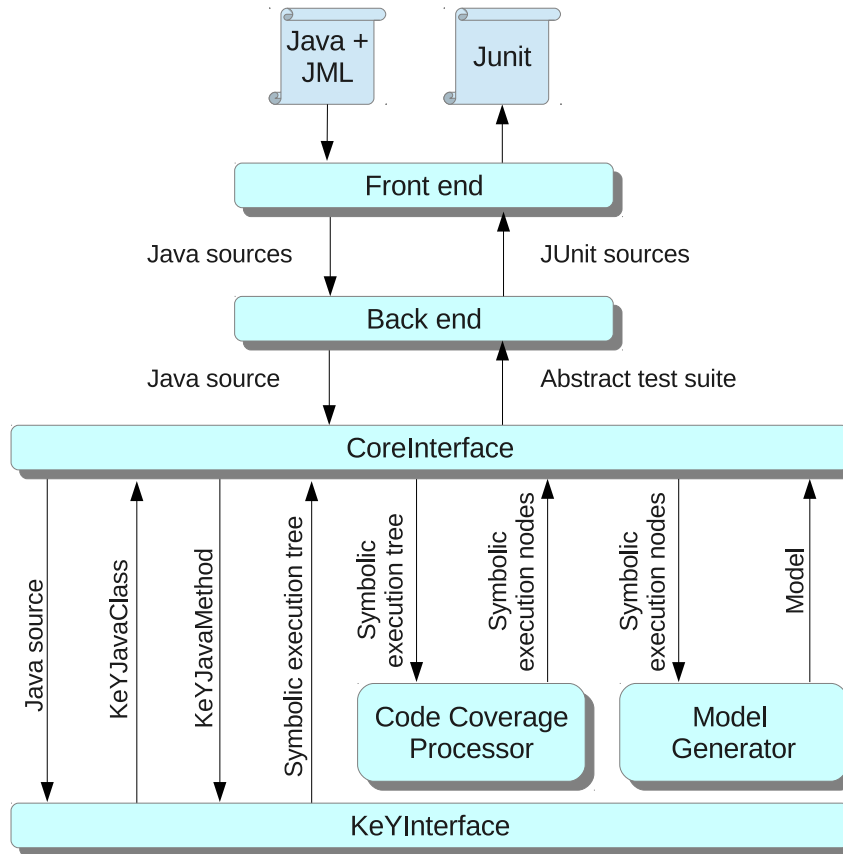 Java +
JML
Junit
Front end
Java sources
JUnit sources
Back end
Java source
Abstract test suite
CoreInterface
Java source
KeYJavaClass
KeYJavaMethod
Symbolic execution tree
Symbolic
execution tree
Symbolic
execution nodes
Symbolic
execution nodes
Model
Code Coverage
Processor
Model
Generator
KeYInterface